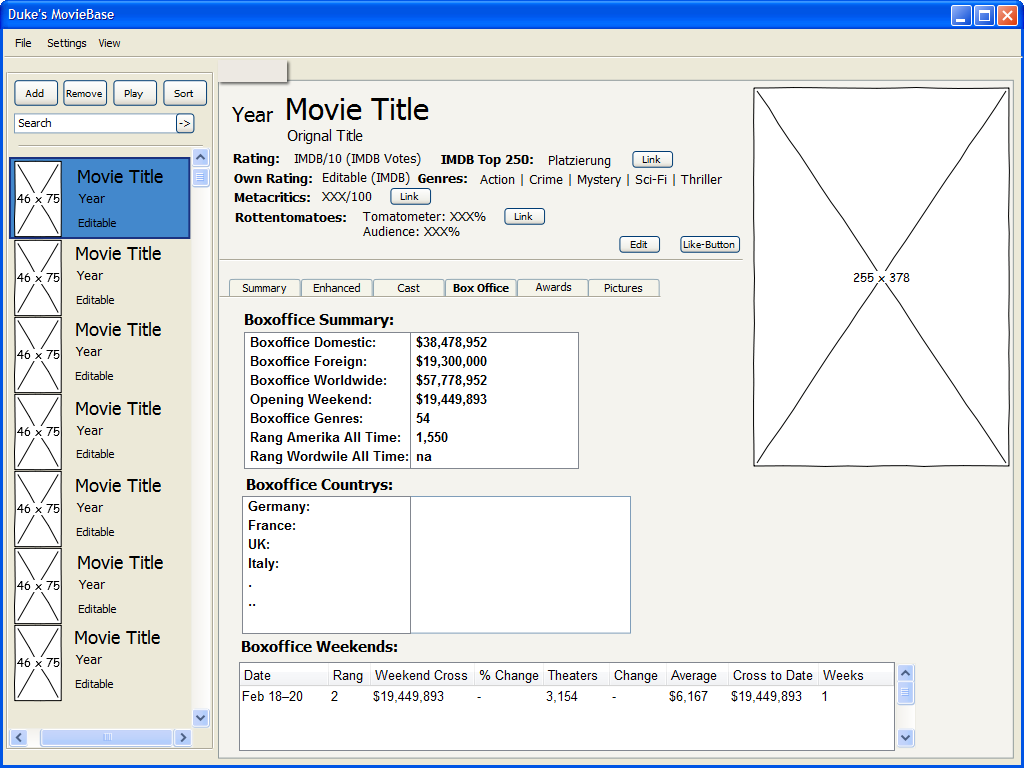 Duke's MovieBase
File Settings View
Add Remove Play Sort
Search ->
46 x 75 Movie Title
Year
Editable
46 x 75 Movie Title
Year
Editable
46 x 75 Movie Title
Year
Editable
46 x 75 Movie Title
Year
Editable
46 x 75 Movie Title
Year
Editable
46 x 75 Movie Title
Year
Editable
46 x 75 Movie Title
Year
Editable
Year Movie Title
Orignal Title
Rating: IMDB/10 (IMDB Votes) IMDB Top 250: Platzierung Link
Own Rating: Editable (IMDB) Genres: Action | Crime | Mystery | Sci-Fi | Thriller
Metacritics: XXX/100 Link
Rottentomatoes: Tomatometer: XXX% Link
Audience: XXX%
Edit Like-Button
255 x 378
Summary Enhanced Cast Box Office Awards Pictures
Boxoffice Summary:
Boxoffice Domestic: $38,478,952
Boxoffice Foreign: $19,300,000
Boxoffice Worldwide: $57,778,952
Opening Weekend: $19,449,893
Boxoffice Genres: 54
Rang Amerika All Time: 1,550
Rang Wordwile All Time: na
Boxoffice Countrys:
Germany:
France:
UK:
Italy:
.
..
Boxoffice Weekends:
Date Rang Weekend Cross % Change Theaters Change Average Cross to Date Weeks
Feb 18–20 2 $19,449,893 - 3,154 - $6,167 $19,449,893 1